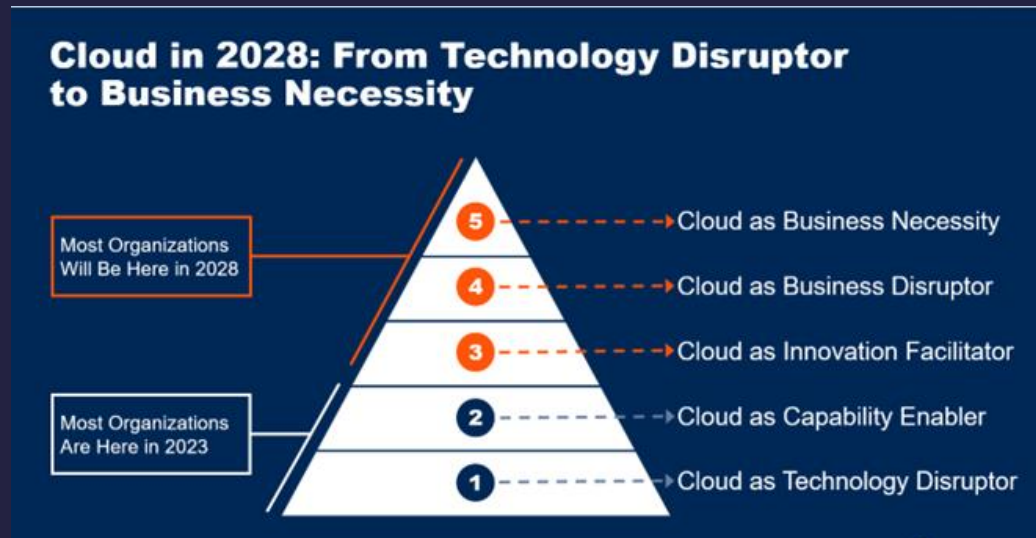 Cloud in 2028: From Technology Disruptor
to Business Necessity
Most Organizations
Will Be Here in 2028
5
Cloud as Business Necessity
4
Cloud as Business Disruptor
3
Cloud as Innovation Facilitator
Most Organizations
Are Here in 2023
2
Cloud as Capability Enabler
1
Cloud as Technology Disruptor